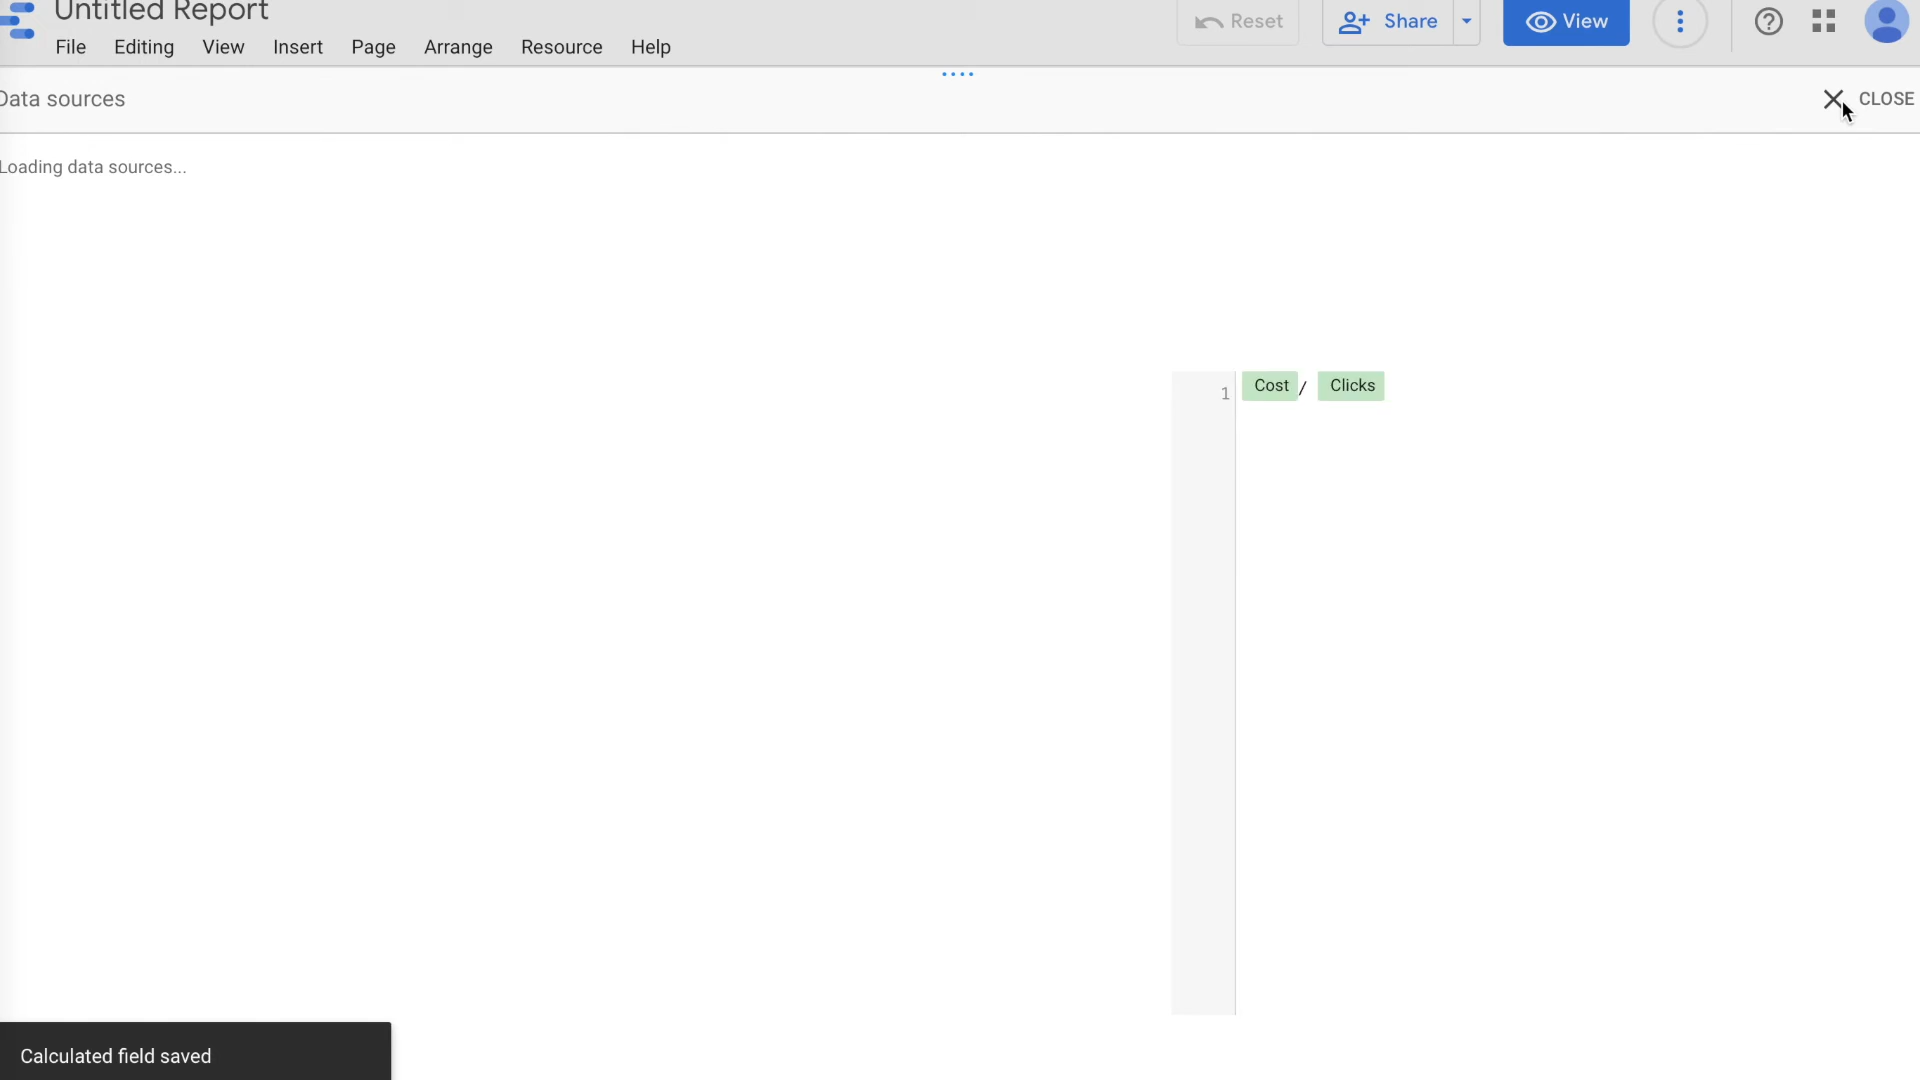 Untitled Report
Reset
Share
View
File Editing View Insert Page Arrange Resource Help
Data sources
CLOSE
Loading data sources...
1 Cost / Clicks
Calculated field saved